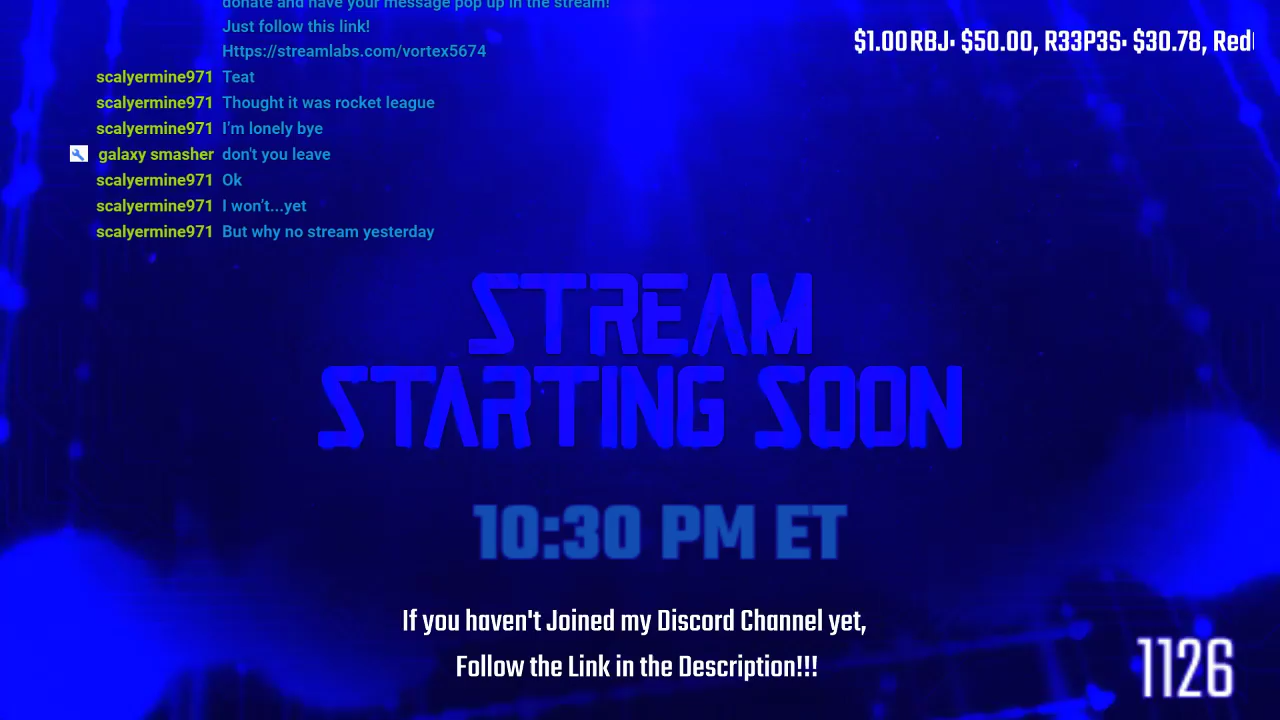 donate and have your message pop up in the stream!
Just follow this link!
Https://streamlabs.com/vortex5674
scalyermine971 Teat
scalyermine971 Thought it was rocket league
scalyermine971 I'm lonely bye
galaxy smasher don't you leave
scalyermine971 Ok
scalyermine971 I won't...yet
scalyermine971 But why no stream yesterday
$1.00 RBJ: $50.00, R33P3S: $30.78, Red
STREAM
STARTING SOON
10:30 PM ET
If you haven't Joined my Discord Channel yet,
Follow the Link in the Description!!!
1126